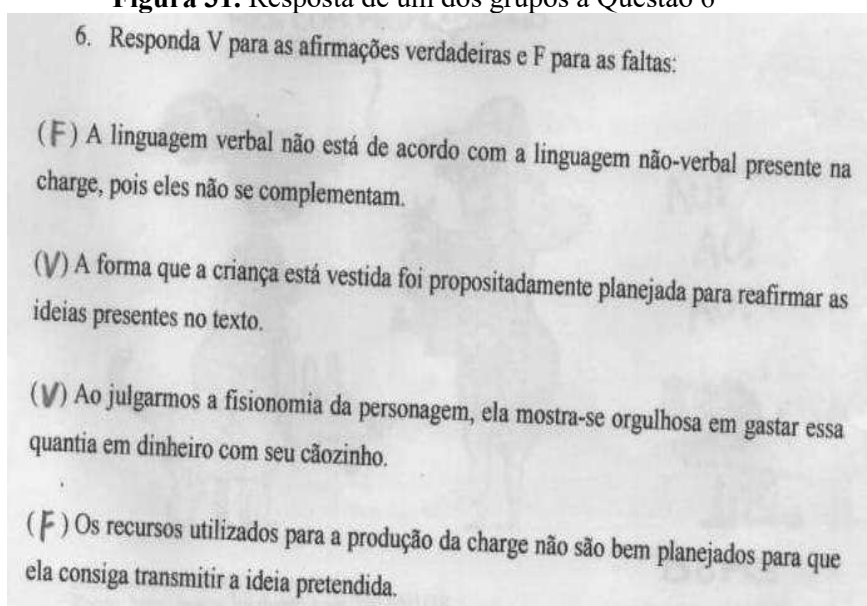 Figura 31. Resposta de um dos grupos à Questão 6
6. Responda V para as afirmações verdadeiras e F para as faltas:
(F) A linguagem verbal não está de acordo com a linguagem não-verbal presente na
charge, pois eles não se complementam.
(V) A forma que a criança está vestida foi propositadamente planejada para reafirmar as
ideias presentes no texto.
(V) Ao julgarmos a fisionomia da personagem, ela mostra-se orgulhosa em gastar essa
quantia em dinheiro com seu cãozinho.
(F) Os recursos utilizados para a produção da charge não são bem planejados para que
ela consiga transmitir a ideia pretendida.